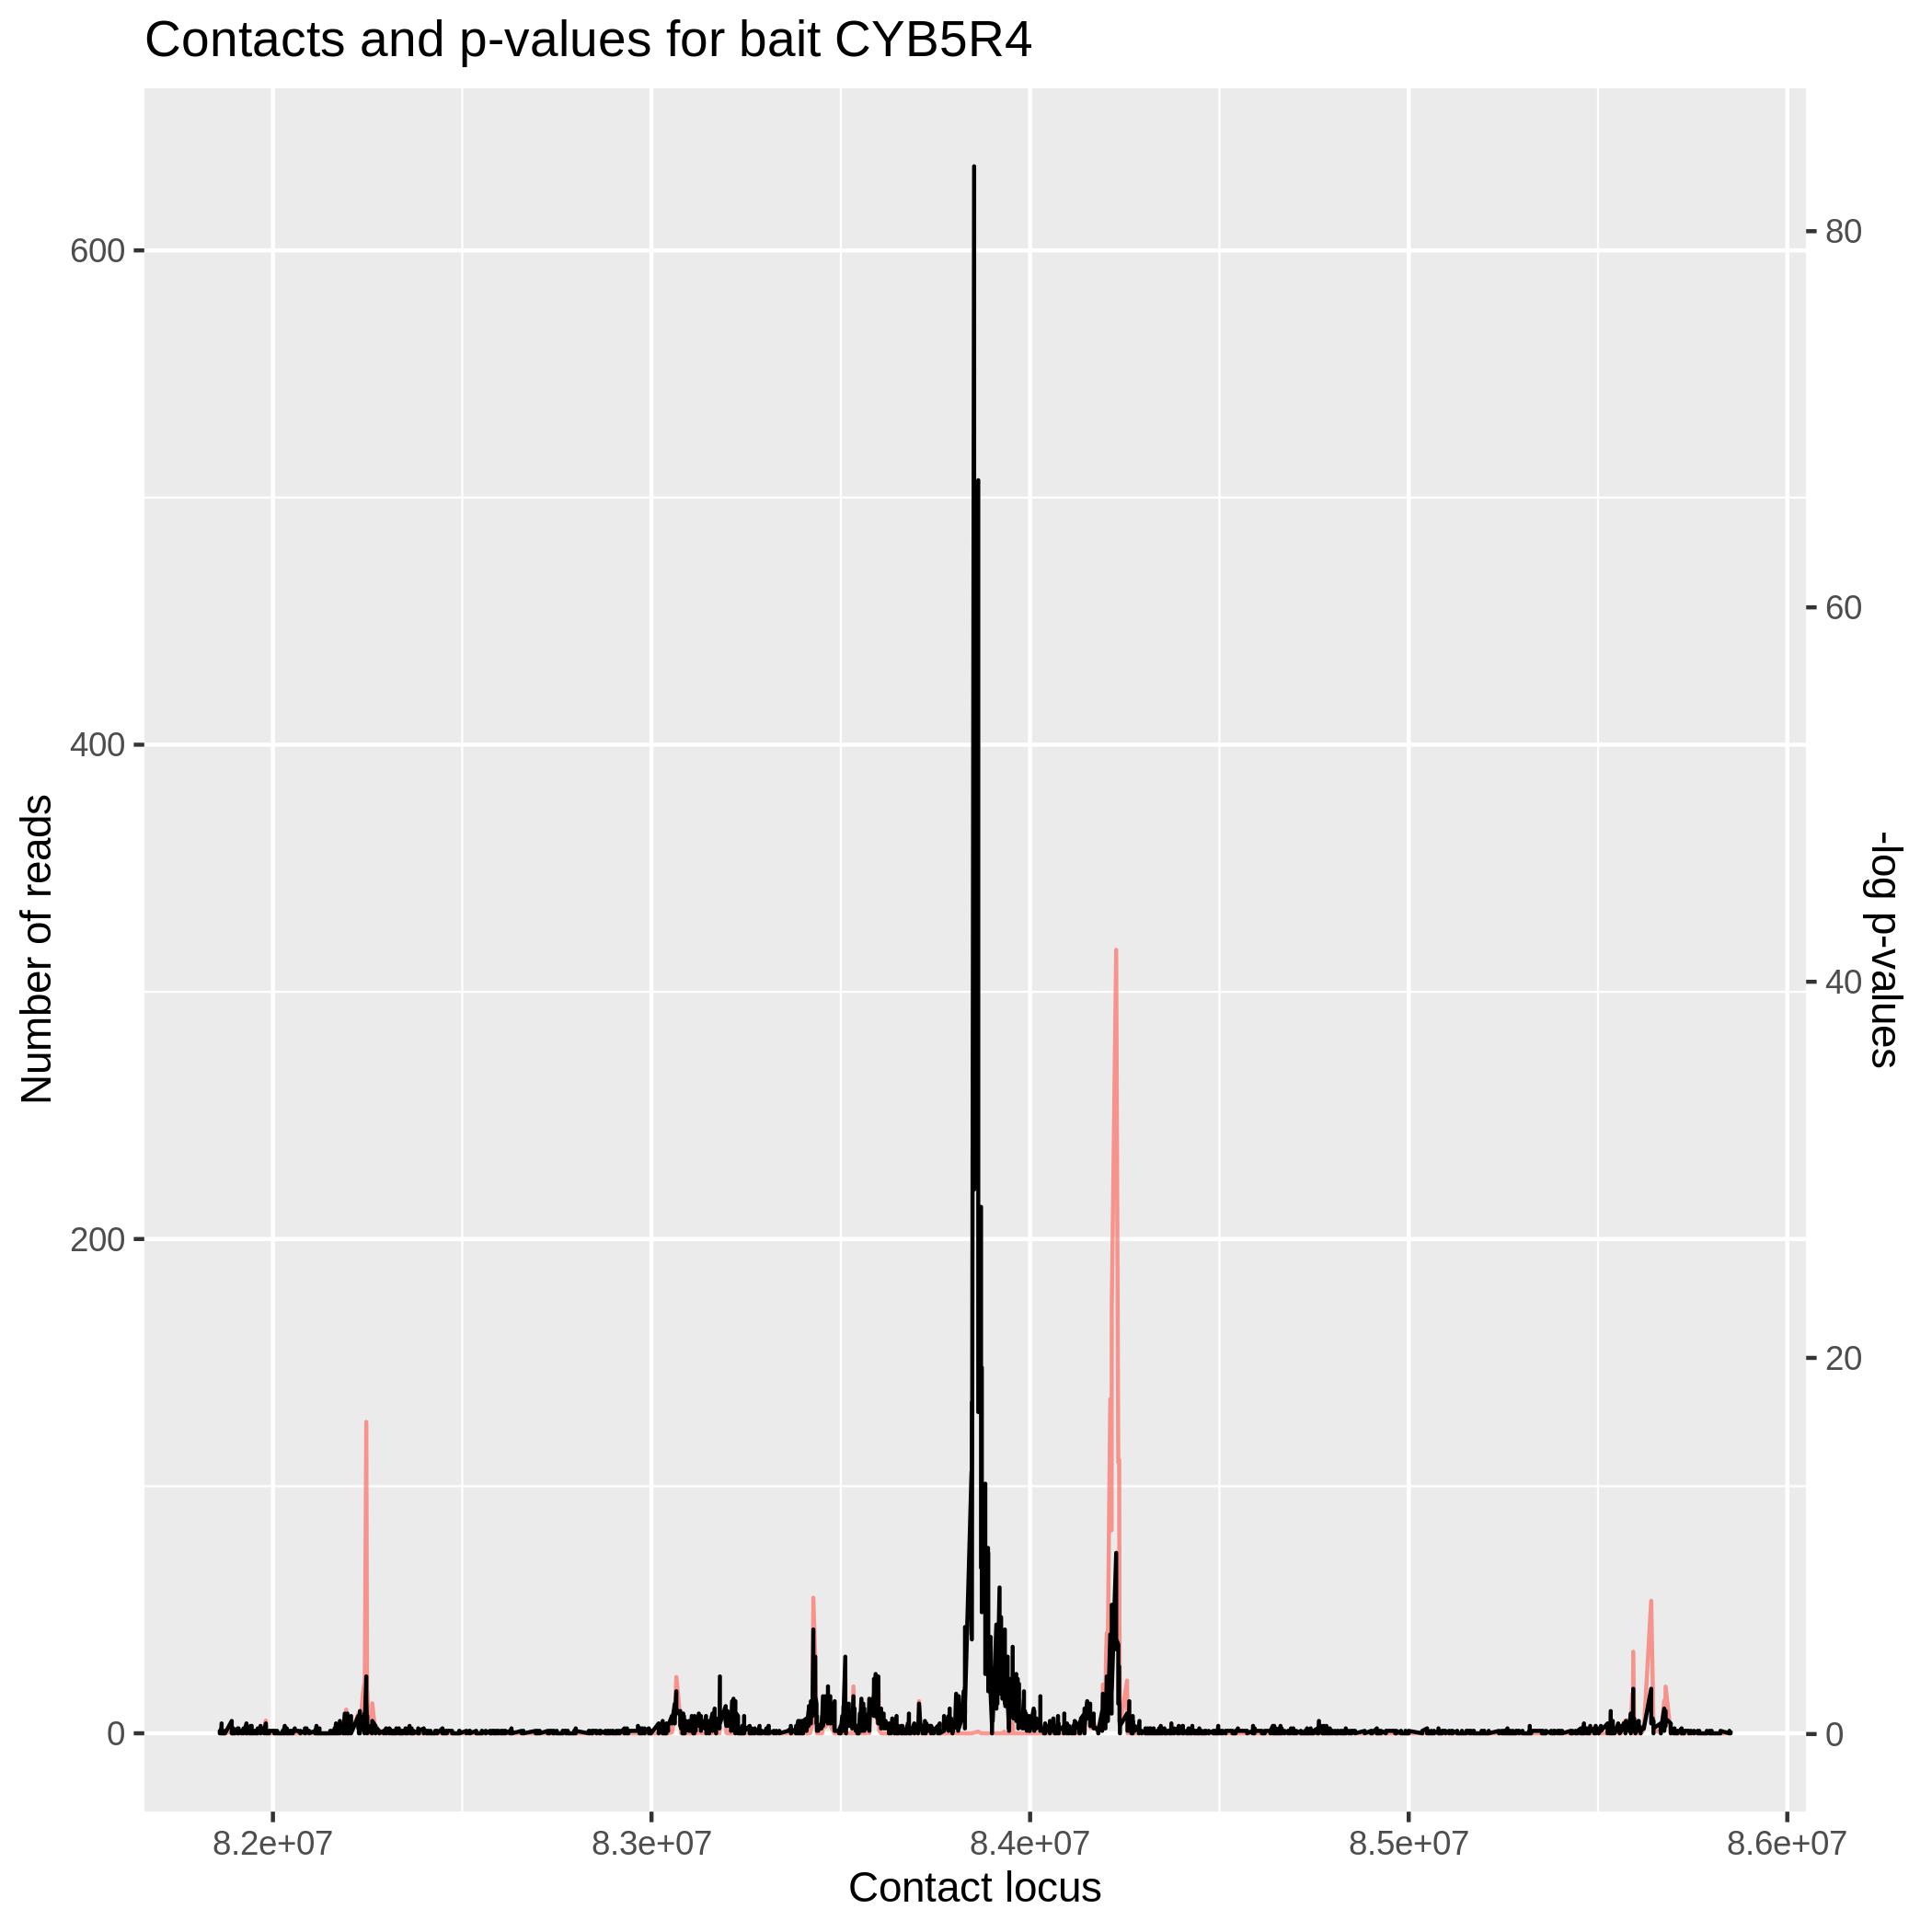 Contacts and p-values for bait CYB5R4
Number of reads
600
400
200
0
80
60
40
20
0
-log p-values
8.2e+07
8.3e+07
8.4e+07
8.5e+07
8.6e+07
Contact locus